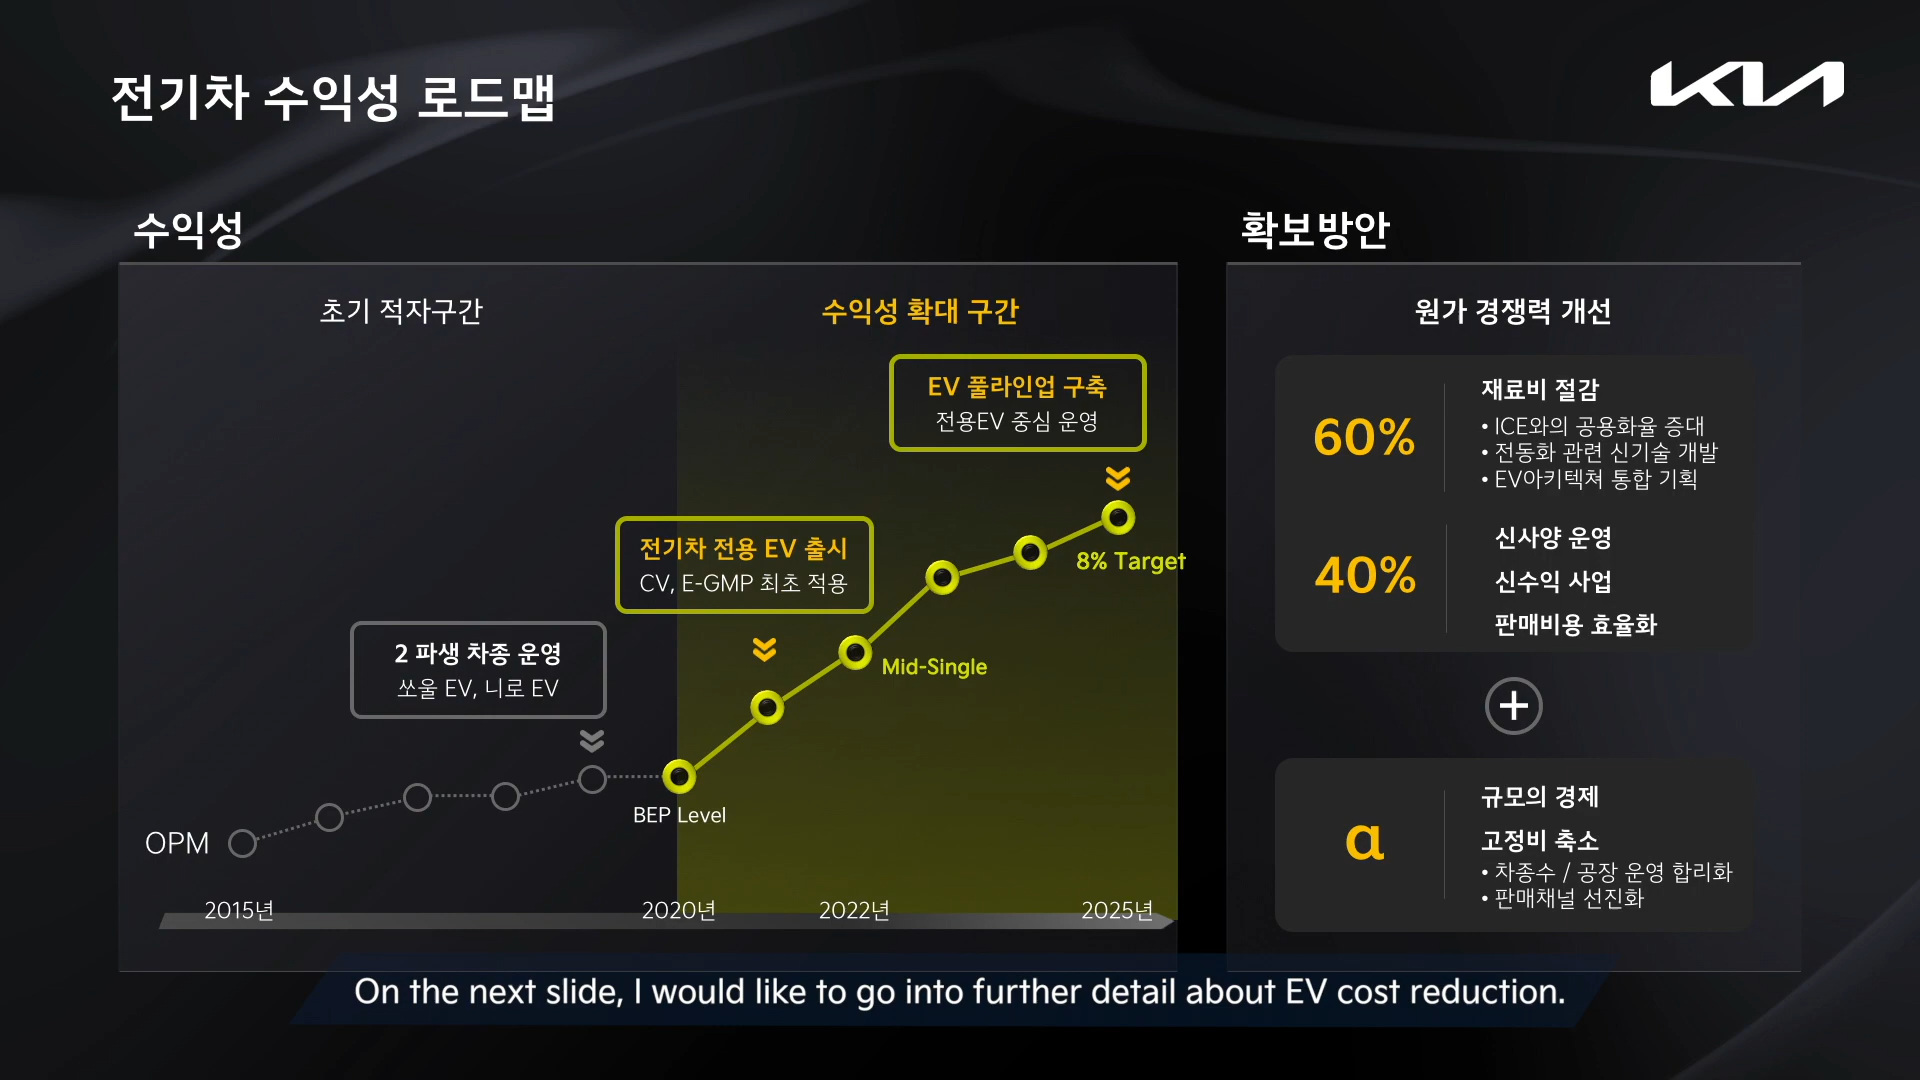 전기차 수익성 로드맵
KIA
수익성
초기 적자구간
수익성 확대 구간
EV 풀라인업 구축
전용EV 중심 운영
전기차 전용 EV 출시
CV, E-GMP 최초 적용
8% Target
2 파생 차종 운영
쏘울 EV, 니로 EV
Mid-Single
BEP Level
OPM
2015년
2020년
2022년
2025년
확보방안
원가 경쟁력 개선
60%
재료비 절감
• ICE와의 공용화율 증대
• 전동화 관련 신기술 개발
• EV아키텍쳐 통합 기획
40%
신사양 운영
신수익 사업
판매비용 효율화
+
α
규모의 경제
고정비 축소
• 차종수 / 공장 운영 합리화
• 판매채널 선진화
On the next slide, I would like to go into further detail about EV cost reduction.